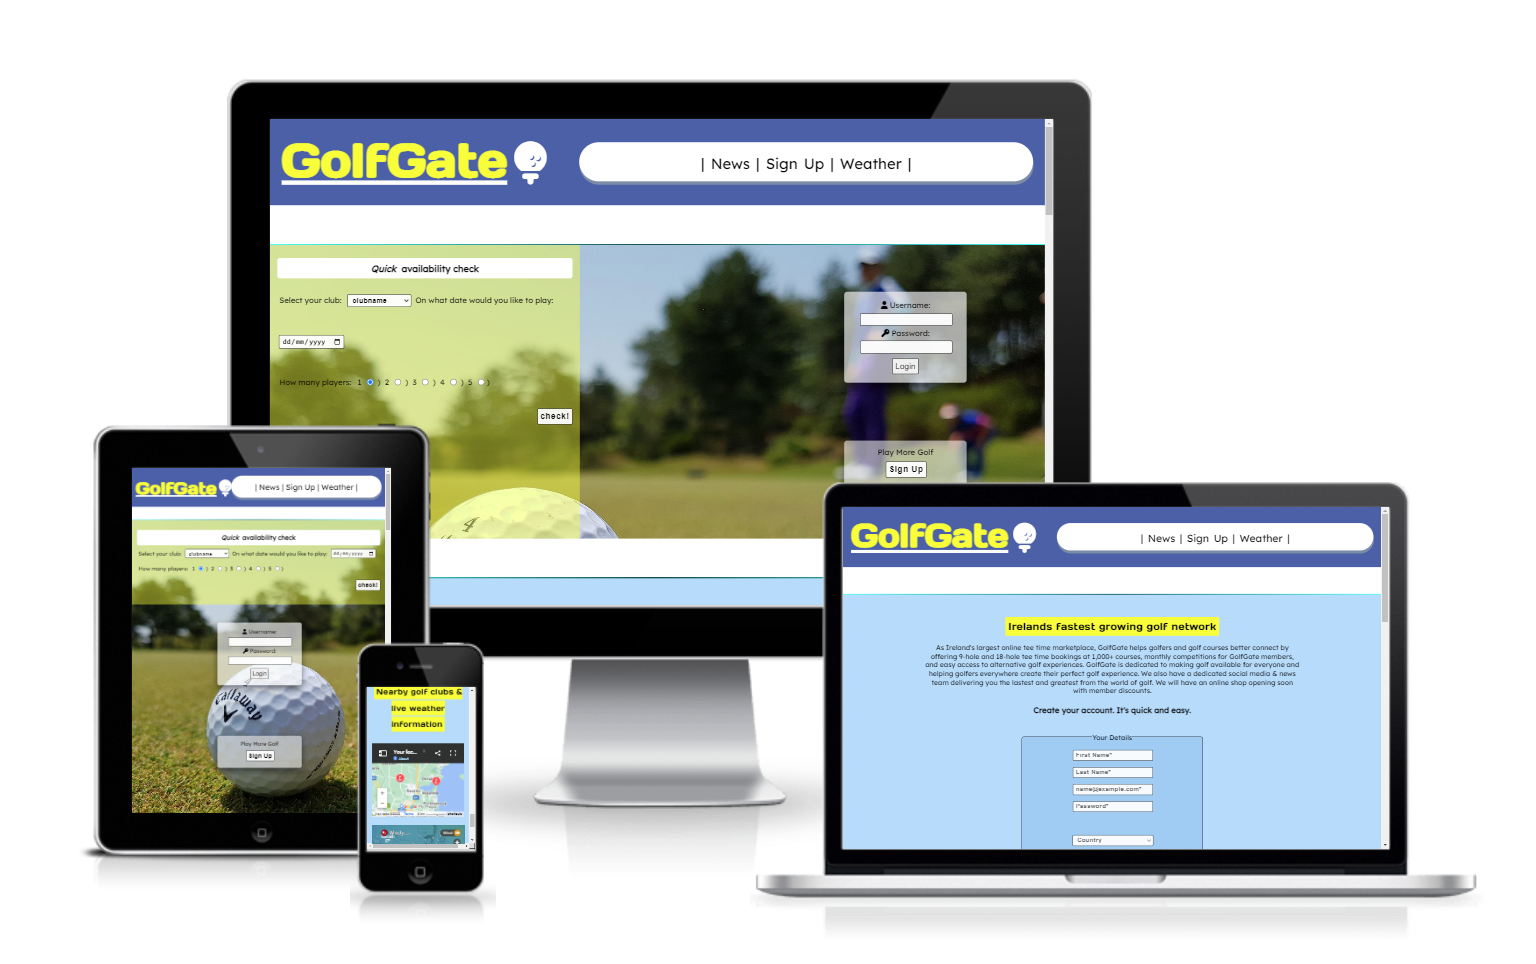 GolfGate
| News | Sign Up | Weather |
Quick availability check
Select your club: clubname On what date would you like to play:
dd/mm/yyyy
How many players: 1 ) 2 ) 3 ) 4 ) 5 )
check!
Username:
Password:
Login
Play More Golf
Sign Up
4
GolfGate
| News | Sign Up | Weather |
Quick availability check
Select your club: clubname On what date would you like to play: dd/mm/yyyy
How many players: 1 ) 2 ) 3 ) 4 ) 5 )
check!
Username:
Password:
Login
Callaway
Play More Golf
Sign Up
Nearby golf clubs &
live weather
information
Your loc...
About
GolfGate
| News | Sign Up | Weather |
Irelands fastest growing golf network
As Ireland's largest online tee time marketplace, GolfGate helps golfers and golf courses better connect by
offering 9-hole and 18-hole tee time bookings at 1,000+ courses, monthly competitions for GolfGate members,
and easy access to alternative golf experiences. GolfGate is dedicated to making golf available for everyone and
helping golfers everywhere create their perfect golf experience. We also have a dedicated social media & news
team delivering you the lastest and greatest from the world of golf. We will have an online shop opening soon
with member discounts.
Create your account. It's quick and easy.
Your Details
First Name*
Last Name*
name@example.com*
Password*
Country